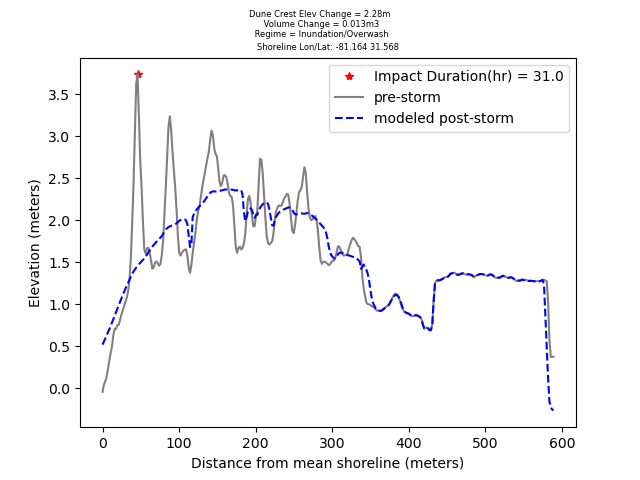 Dune Crest Elev Change = 2.28m
Volume Change = 0.013m3
Regime = Inundation/Overwash
Shoreline Lon/Lat: -81.164 31.568
Impact Duration(hr) = 31.0
pre-storm
modeled post-storm
Elevation (meters)
3.5
3.0
2.5
2.0
1.5
1.0
0.5
0.0
0 100 200 300 400 500 600
Distance from mean shoreline (meters)